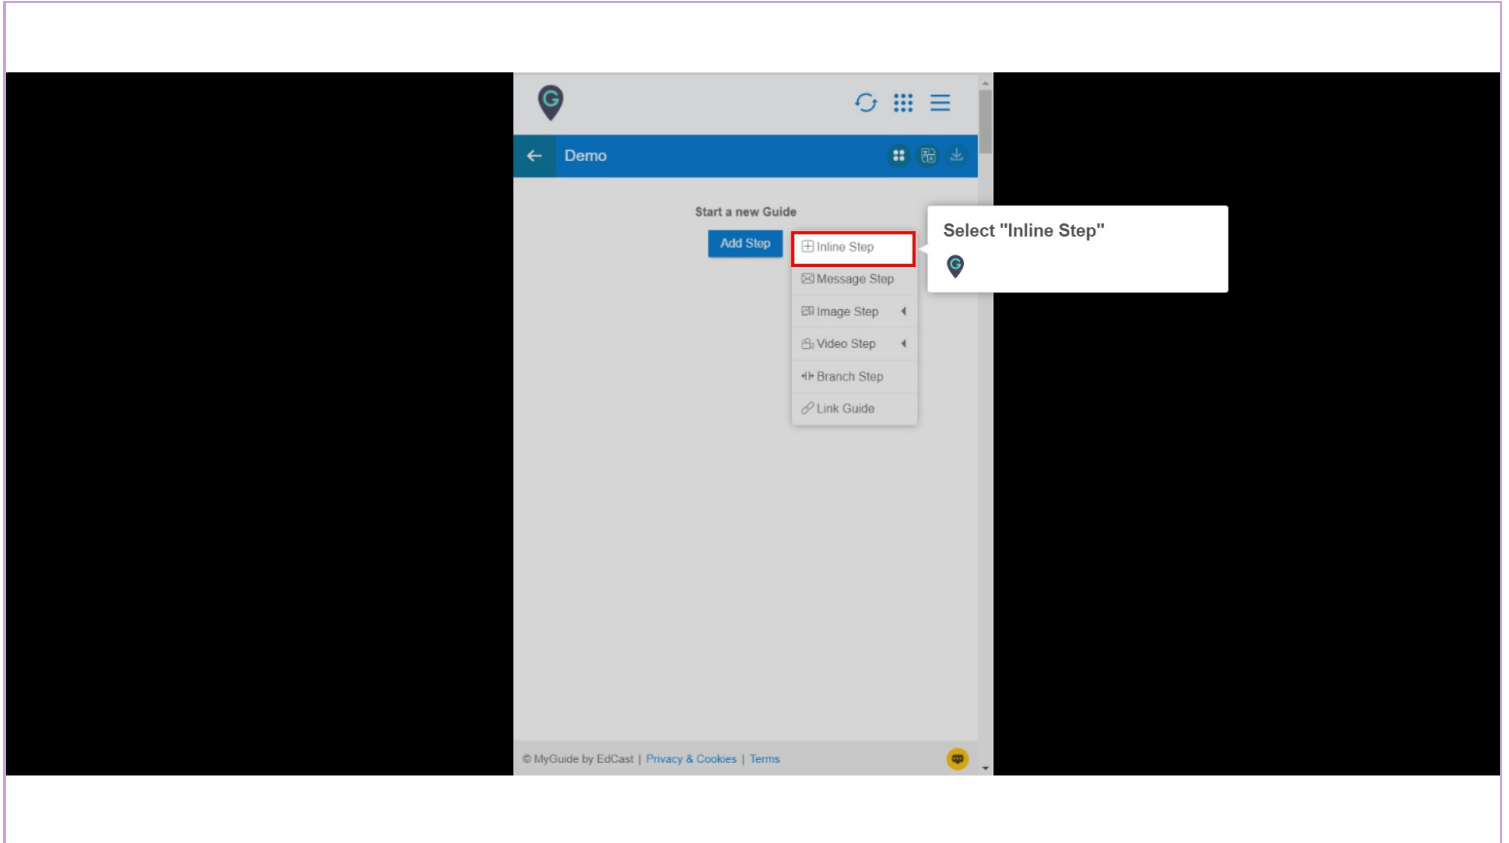 Demo
Start a new Guide
Add Step
Inline Step
Message Step
Image Step
Video Step
Branch Step
Link Guide
Select "Inline Step"
© MyGuide by EdCast | Privacy & Cookies | Terms